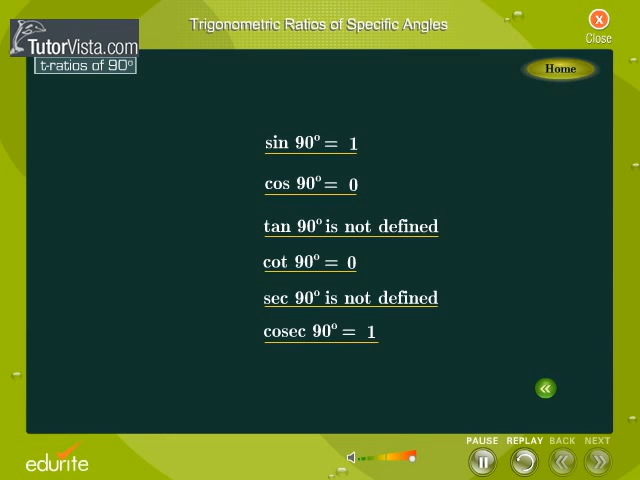 Trigonometric Ratios of Specific Angles
Close
TutorVista.com
t-ratios of 90°
Home
sin 90° = 1
cos 90° = 0
tan 90° is not defined
cot 90° = 0
sec 90° is not defined
cosec 90° = 1
PAUSE REPLAY BACK NEXT
edurite